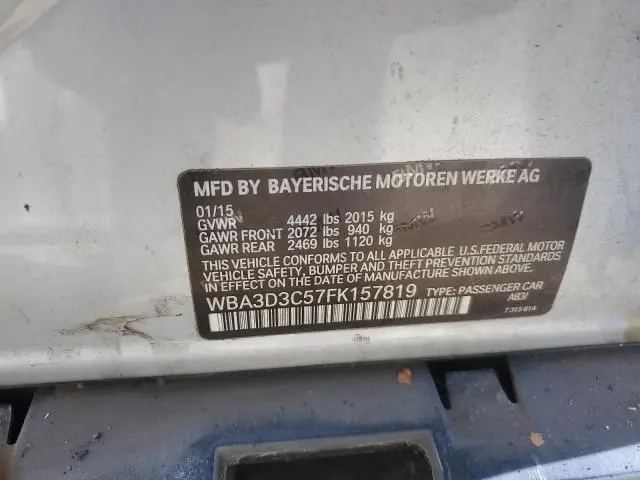 MFD BY BAYERISCHE MOTOREN WERKE AG
01/15
GVWR 4442 lbs 2015 kg
GAWR FRONT 2072 lbs 940 kg
GAWR REAR 2469 lbs 1120 kg
THIS VEHICLE CONFORMS TO ALL APPLICABLE U.S. FEDERAL MOTOR
VEHICLE SAFETY, BUMPER, AND THEFT PREVENTION STANDARDS
IN EFFECT ON THE DATE OF MANUFACTURE SHOWN ABOVE.
WBA3D3C57FK157819 TYPE: PASSENGER CAR
A83/
7315614